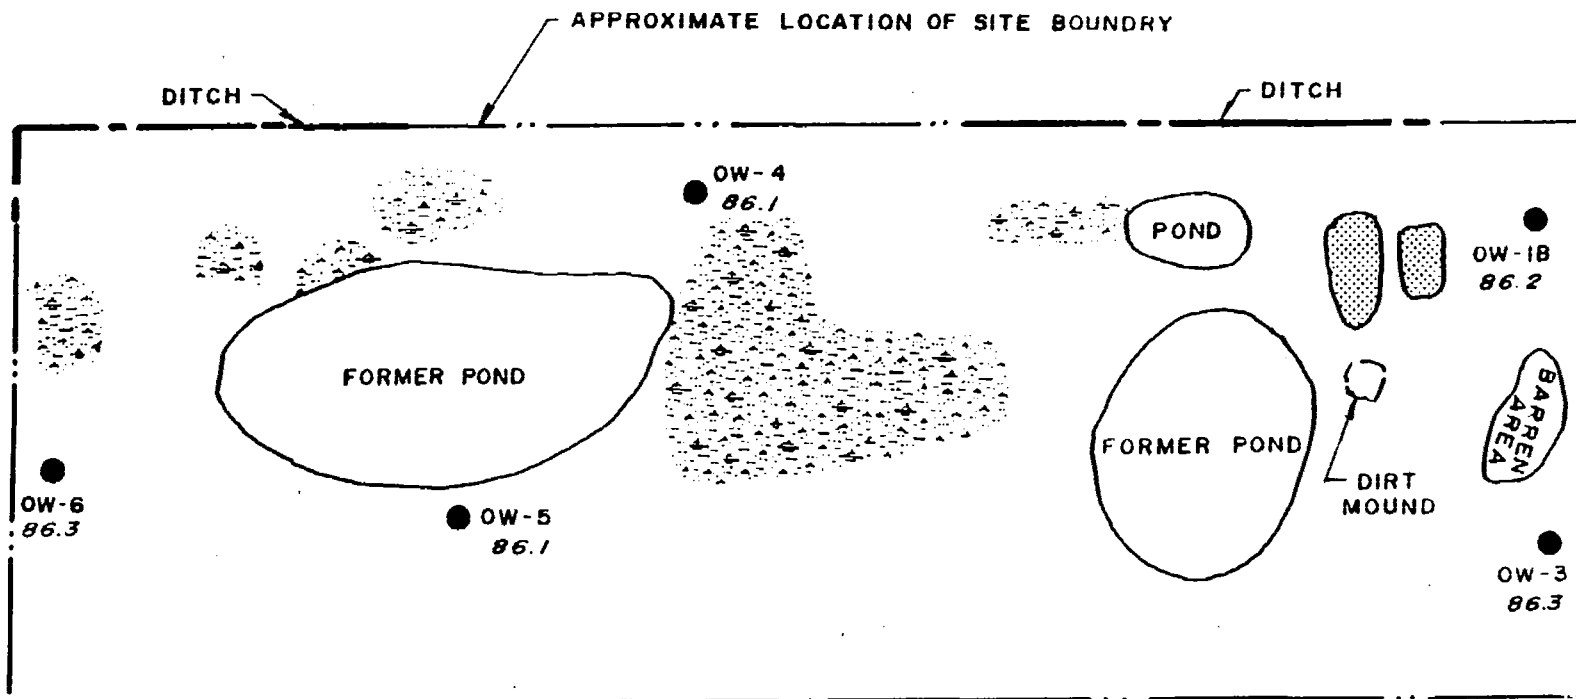 APPROXIMATE LOCATION OF SITE BOUNDRY
DITCH
DITCH
OW-4
86.1
POND
OW-1B
86.2
FORMER POND
BARREN
AREA
FORMER POND
DIRT
MOUND
OW-6
86.3
OW-5
86.1
OW-3
86.3